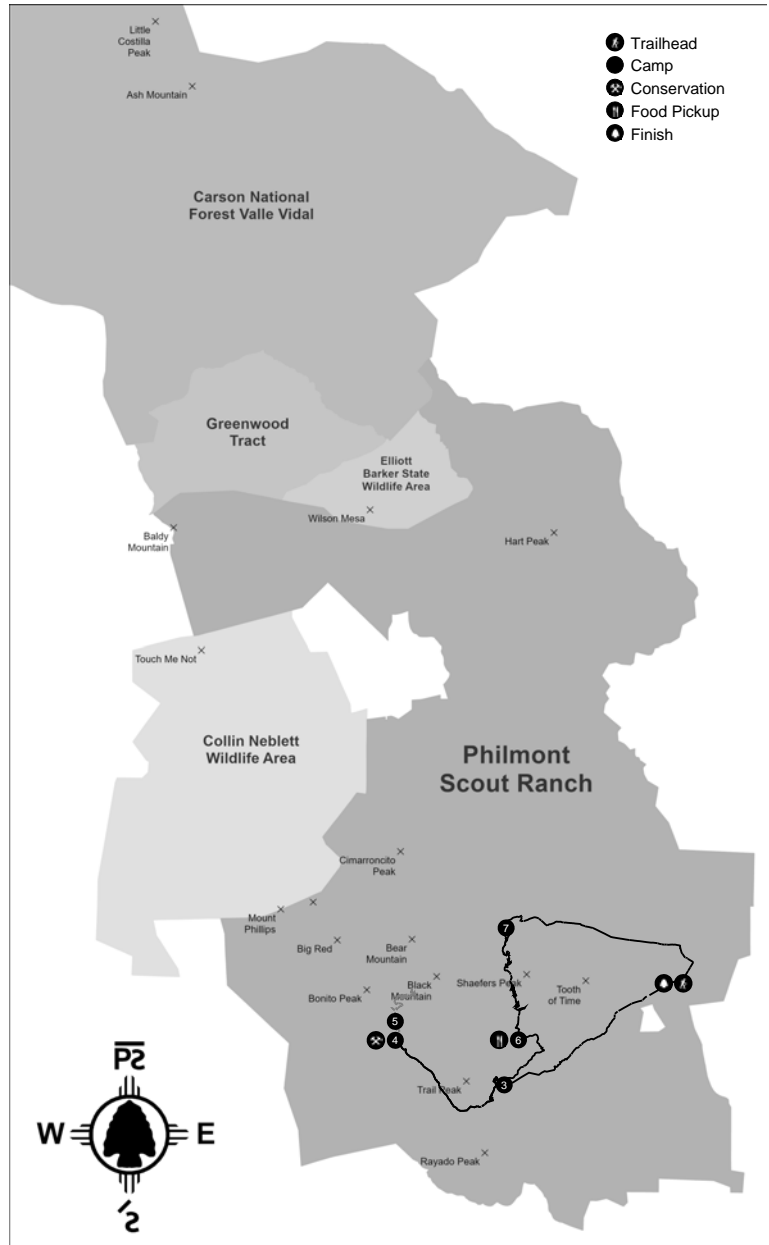 Little
Costilla
Peak
Ash Mountain
Trailhead
Camp
Conservation
Food Pickup
Finish
Carson National
Forest Valle Vidal
Greenwood
Tract
Elliott
Barker State
Wildlife Area
Wilson Mesa
Baldy
Mountain
Hart Peak
Touch Me Not
Collin Neblett
Wildlife Area
Philmont
Scout Ranch
Cimarroncito
Peak
Mount
Phillips
Big Red
Bear
Mountain
Black
Mountain
Bonito Peak
Shaefers Peak
Tooth
of Time
7
5
4
6
3
Trail Peak
Rayado Peak
W
E